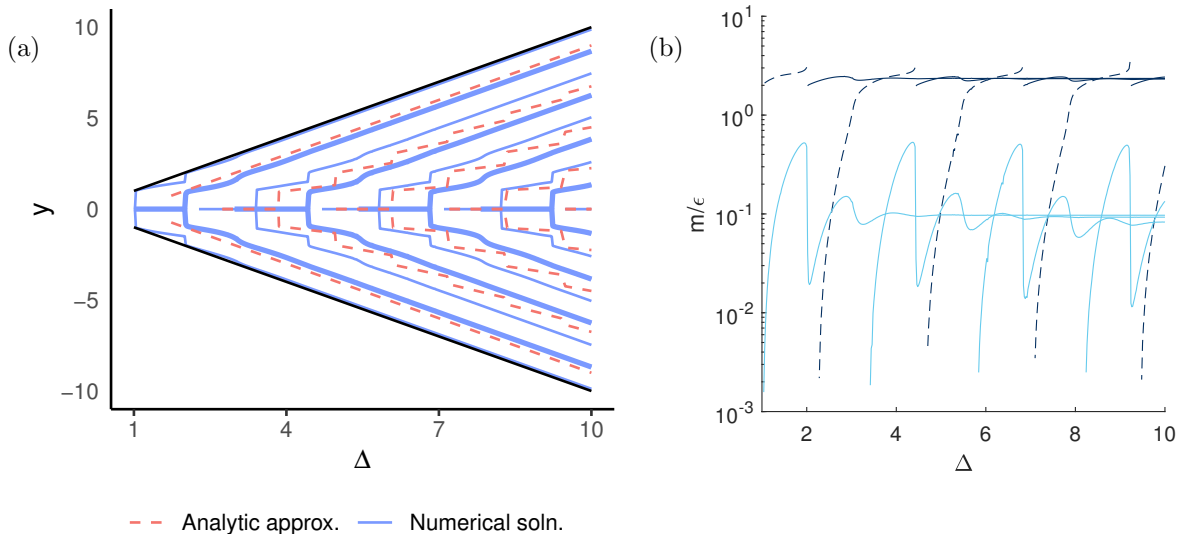 (a)
y
10
5
0
−5
−10
1
4
7
10
Δ
Analytic approx.
Numerical soln.
(b)
m/ϵ
10^1
10^0
10^-1
10^-2
10^-3
2
4
6
8
10
Δ